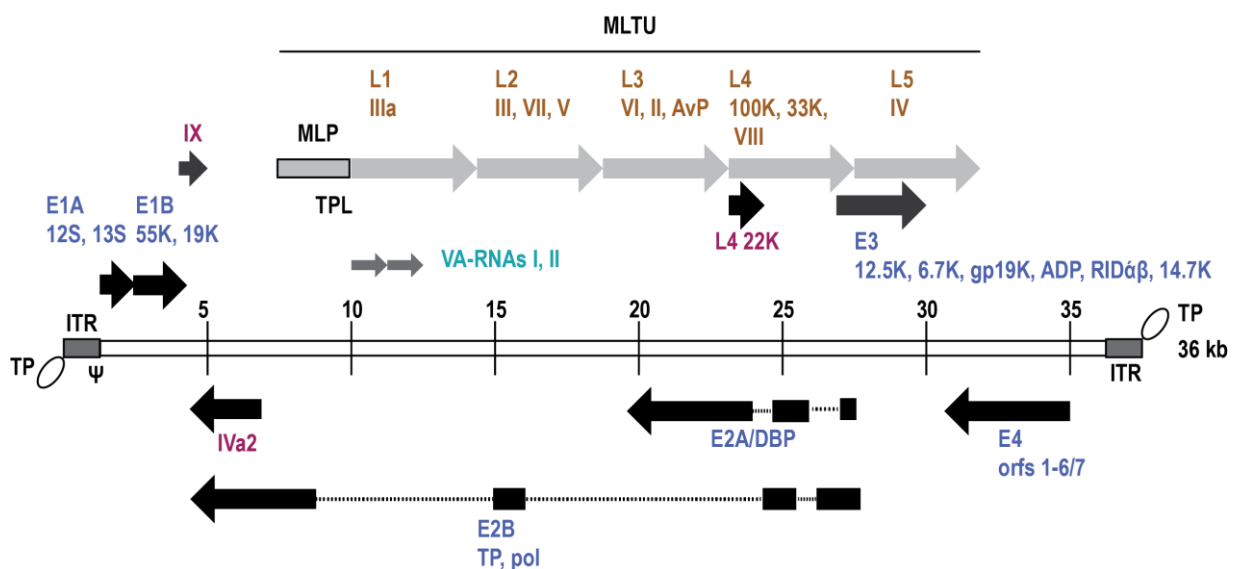 MLTU
L1
IIIa
L2
III, VII, V
L3
VI, II, AvP
L4
100K, 33K,
VIII
L5
IV
IX
MLP
TPL
E1A
12S, 13S
E1B
55K, 19K
L4 22K
E3
12.5K, 6.7K, gp19K, ADP, RIDάβ, 14.7K
VA-RNAs I, II
ITR
5
10
15
20
25
30
35
TP
TP
36 kb
Ψ
ITR
IVa2
E2A/DBP
E4
orfs 1-6/7
E2B
TP, pol